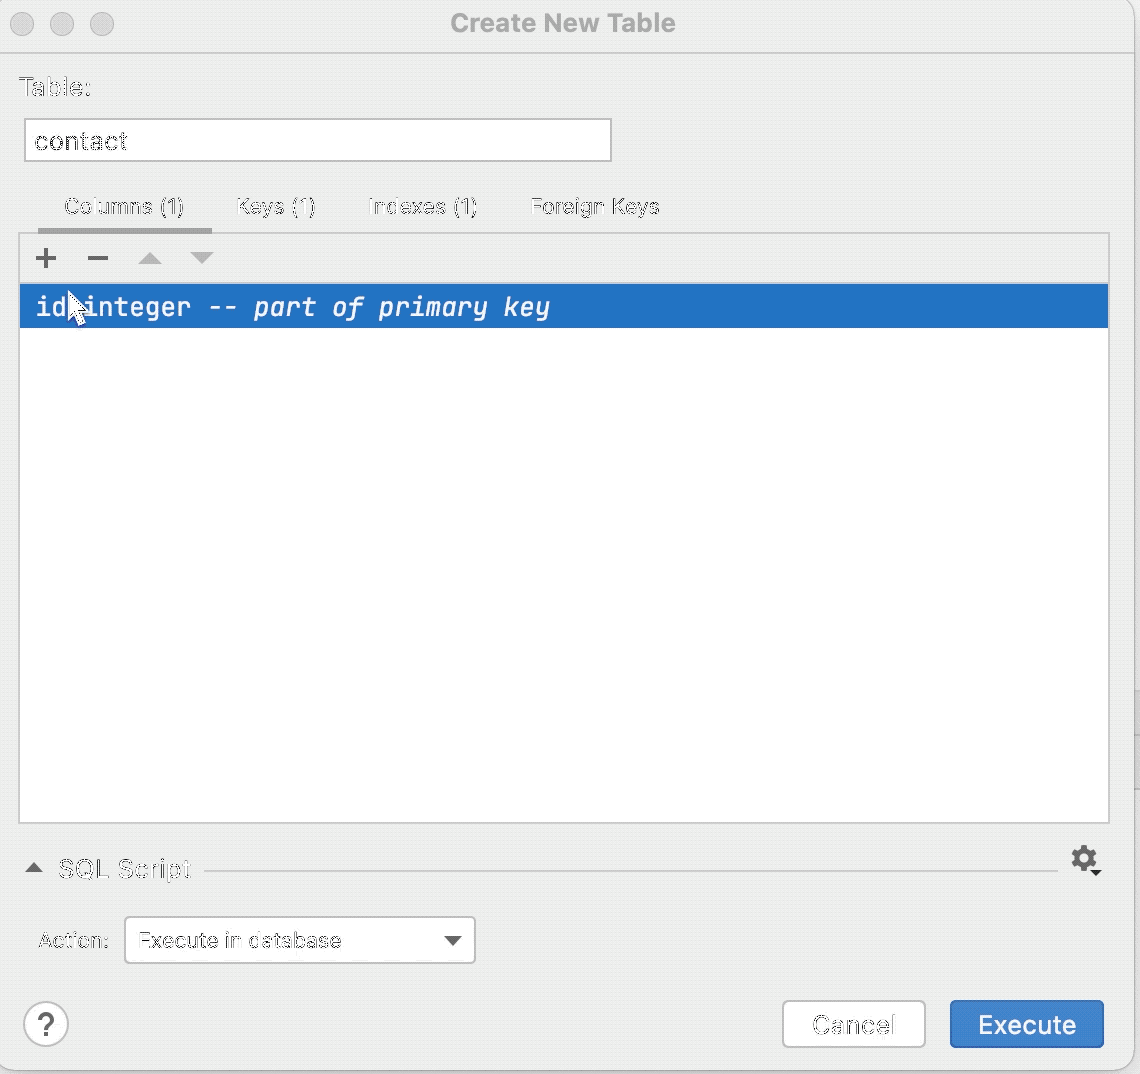 Create New Table
Table:
contact
Columns (1) Keys (1) Indexes (1) Foreign Keys
id integer -- part of primary key
SQL Script
Action: Execute in database
? Cancel Execute